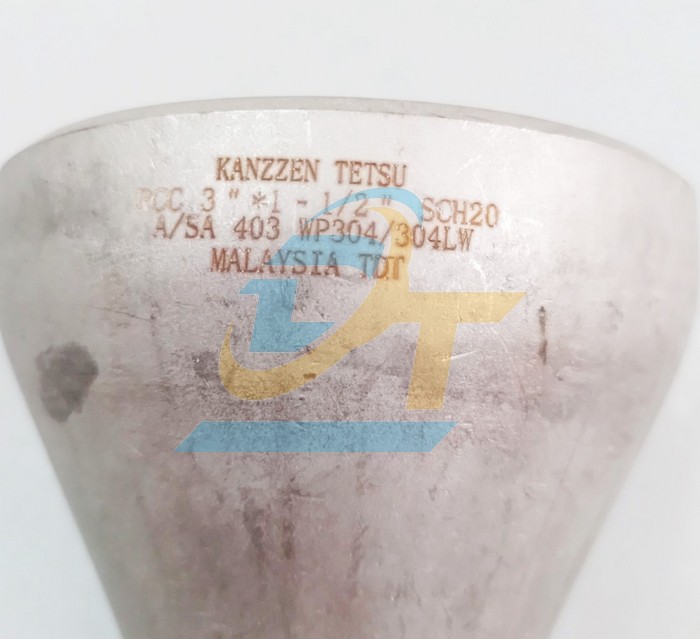 KANZZEN TETSU
RCC 3" *1-1/2" SCH20
A/SA 403 WP304/304LW
MALAYSIA TDT